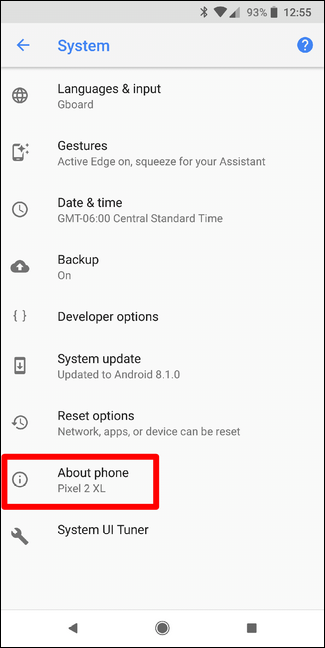 93% 12:55
System
Languages & input
Gboard
Gestures
Active Edge on, squeeze for your Assistant
Date & time
GMT-06:00 Central Standard Time
Backup
On
{ } Developer options
System update
Updated to Android 8.1.0
Reset options
Network, apps, or device can be reset
About phone
Pixel 2 XL
System UI Tuner